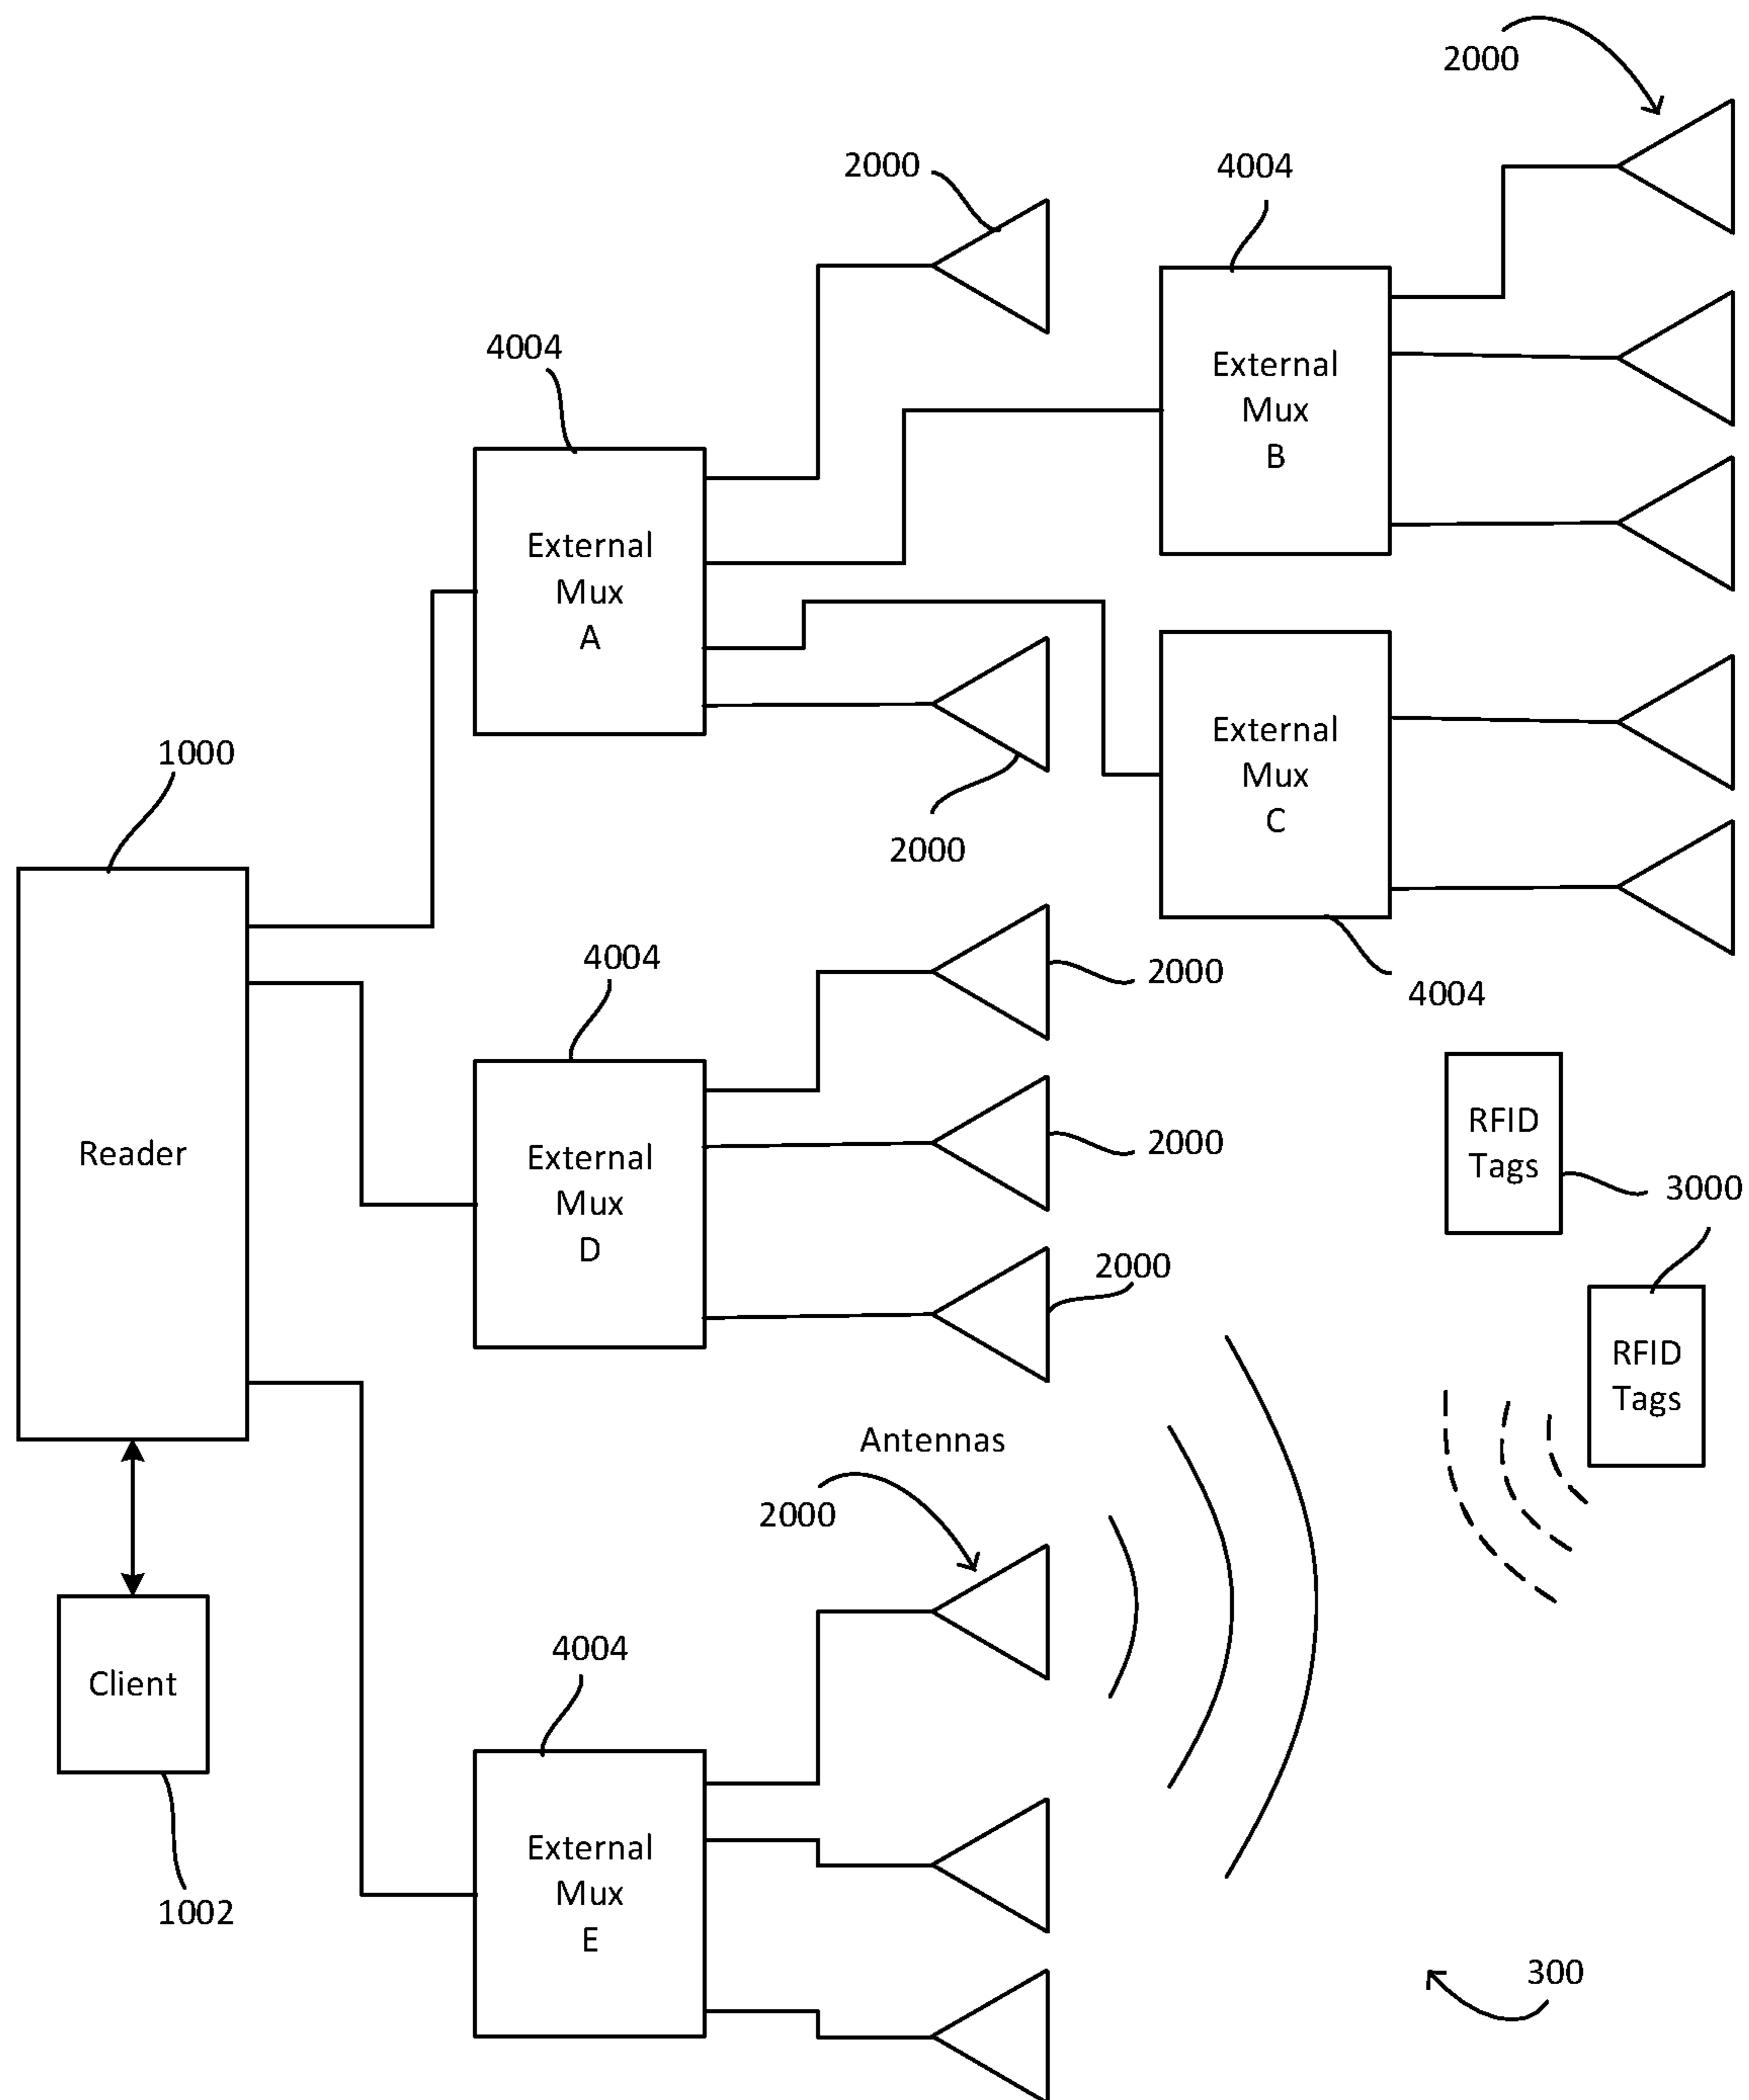 2000
2000
4004
4004
External
Mux
B
External
Mux
A
External
Mux
C
1000
2000
4004
2000
4004
Reader
External
Mux
D
2000
RFID
Tags
3000
2000
RFID
Tags
Antennas
2000
Client
4004
External
Mux
E
1002
300